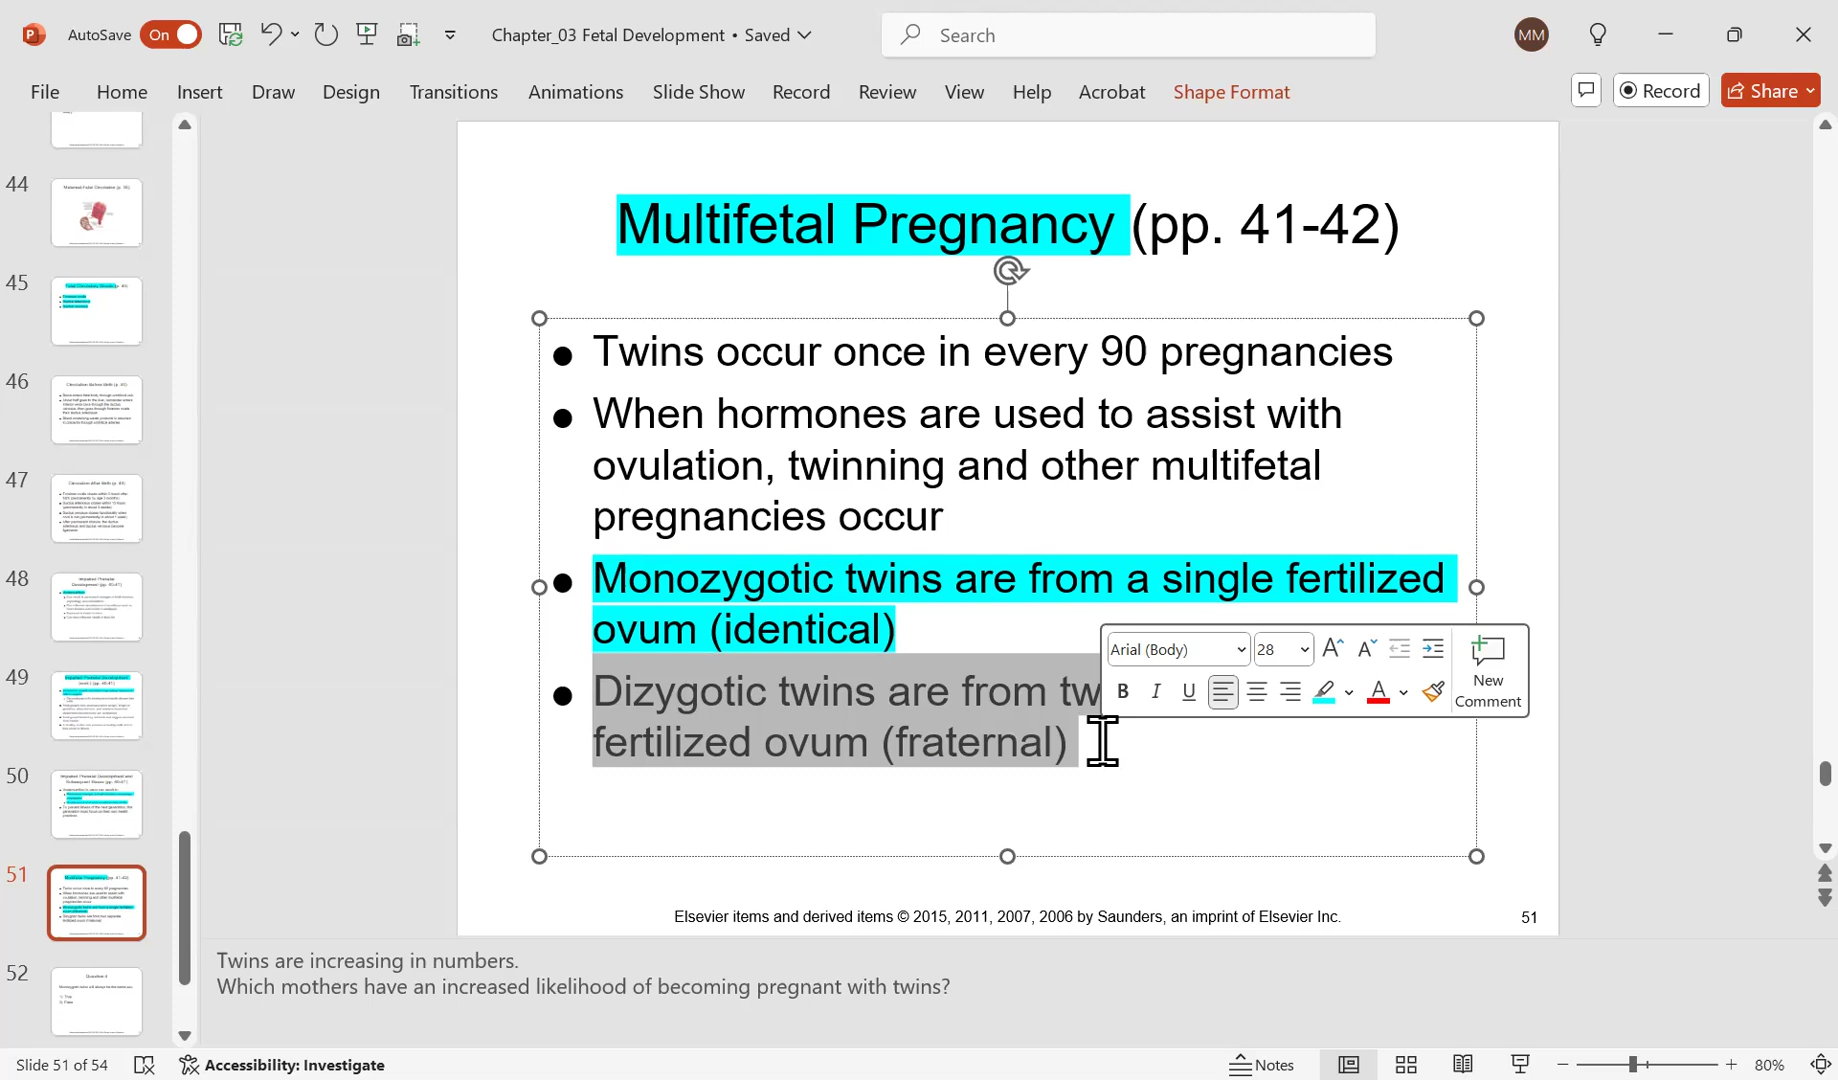 AutoSave On Chapter_03 Fetal Development • Saved Search MM
File Home Insert Draw Design Transitions Animations Slide Show Record Review View Help Acrobat Shape Format Record Share
44
45
46
47
48
49
50
51
52
Multifetal Pregnancy (pp. 41-42)
Twins occur once in every 90 pregnancies
When hormones are used to assist with
ovulation, twinning and other multifetal
pregnancies occur
Monozygotic twins are from a single fertilized
ovum (identical)
Dizygotic twins are from tw
fertilized ovum (fraternal)
Arial (Body) 28
B I U A
New
Comment
Elsevier items and derived items © 2015, 2011, 2007, 2006 by Saunders, an imprint of Elsevier Inc. 51
Twins are increasing in numbers.
Which mothers have an increased likelihood of becoming pregnant with twins?
Slide 51 of 54 Accessibility: Investigate Notes 80%